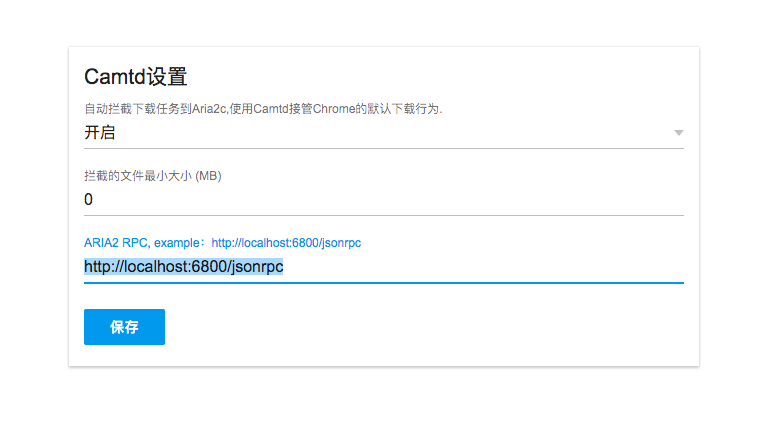 Camtd设置
自动拦截下载任务到Aria2c,使用Camtd接管Chrome的默认下载行为.
开启
拦截的文件最小大小 (MB)
0
ARIA2 RPC, example：http://localhost:6800/jsonrpc
http://localhost:6800/jsonrpc
保存